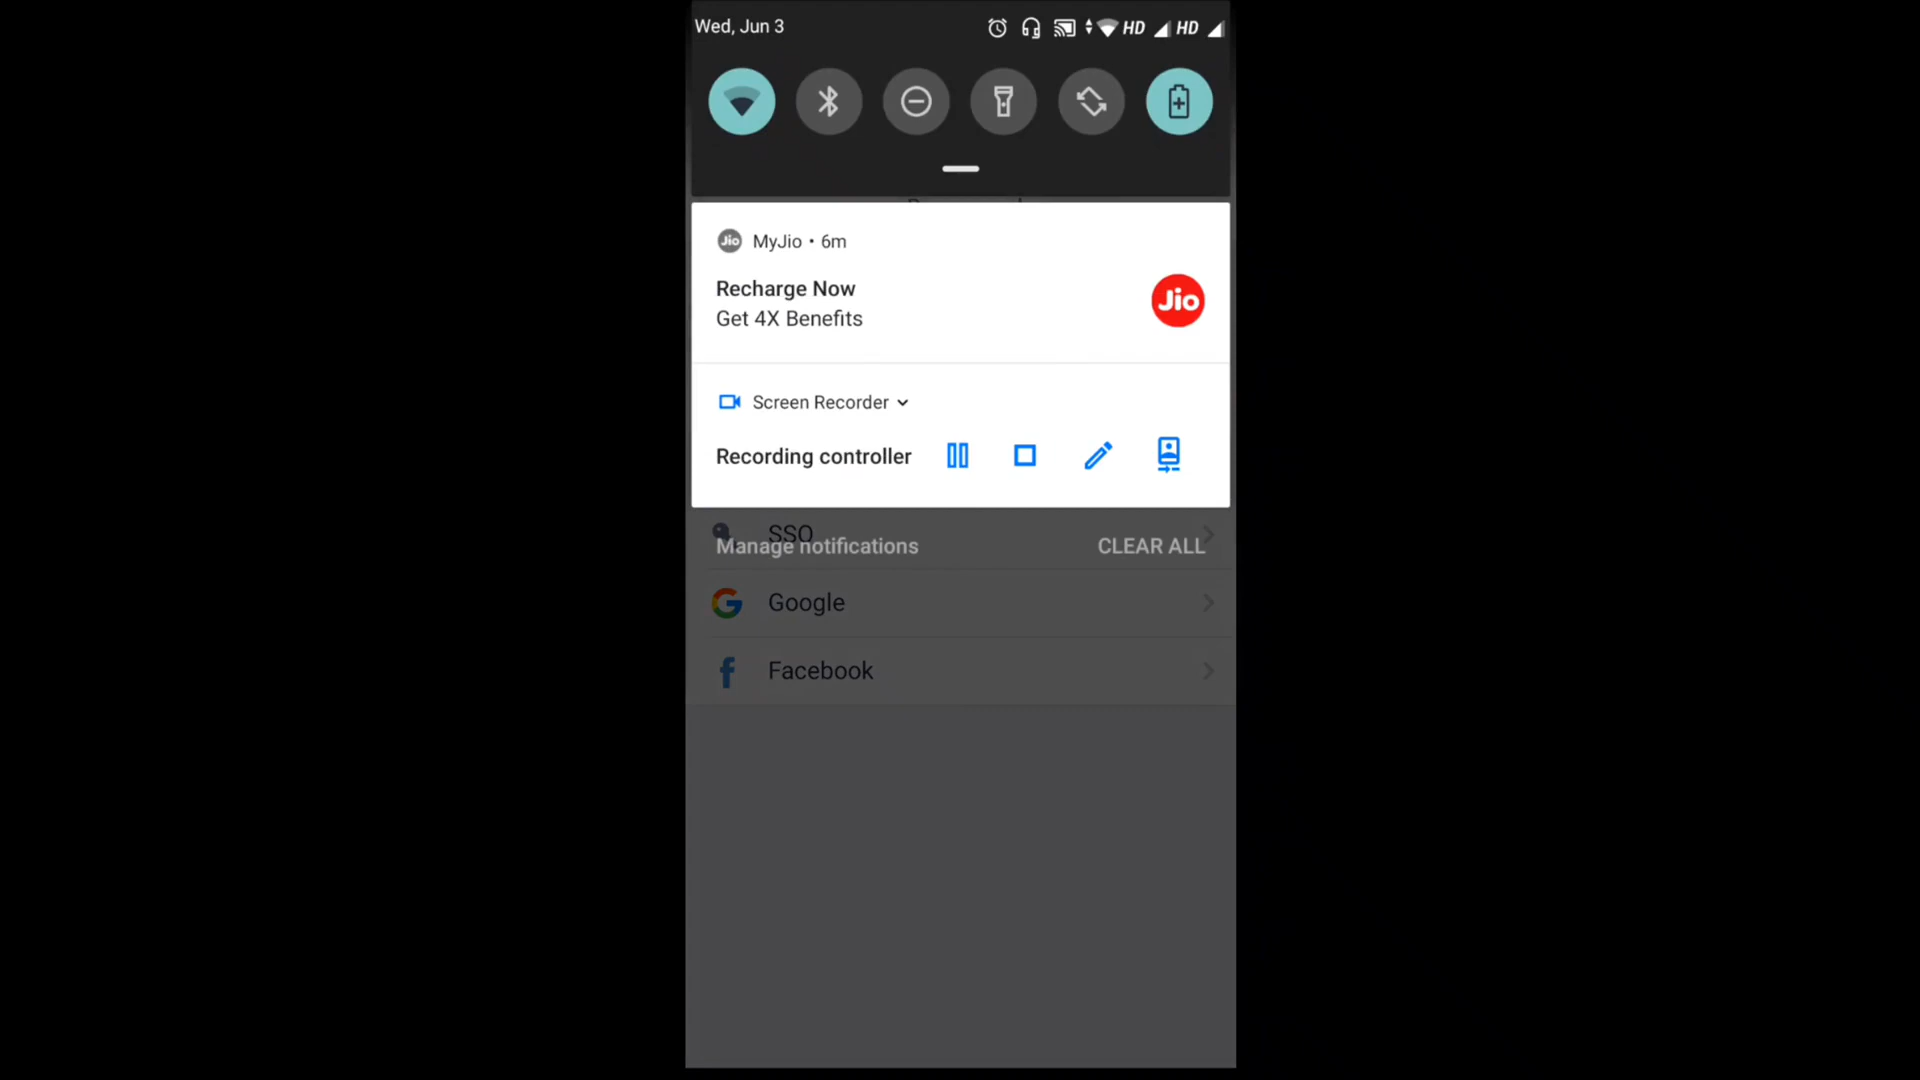 Wed, Jun 3
HD
HD
Jio MyJio • 6m
Recharge Now
Get 4X Benefits
Jio
Screen Recorder
Recording controller
SSO
Manage notifications
CLEAR ALL
Google
Facebook